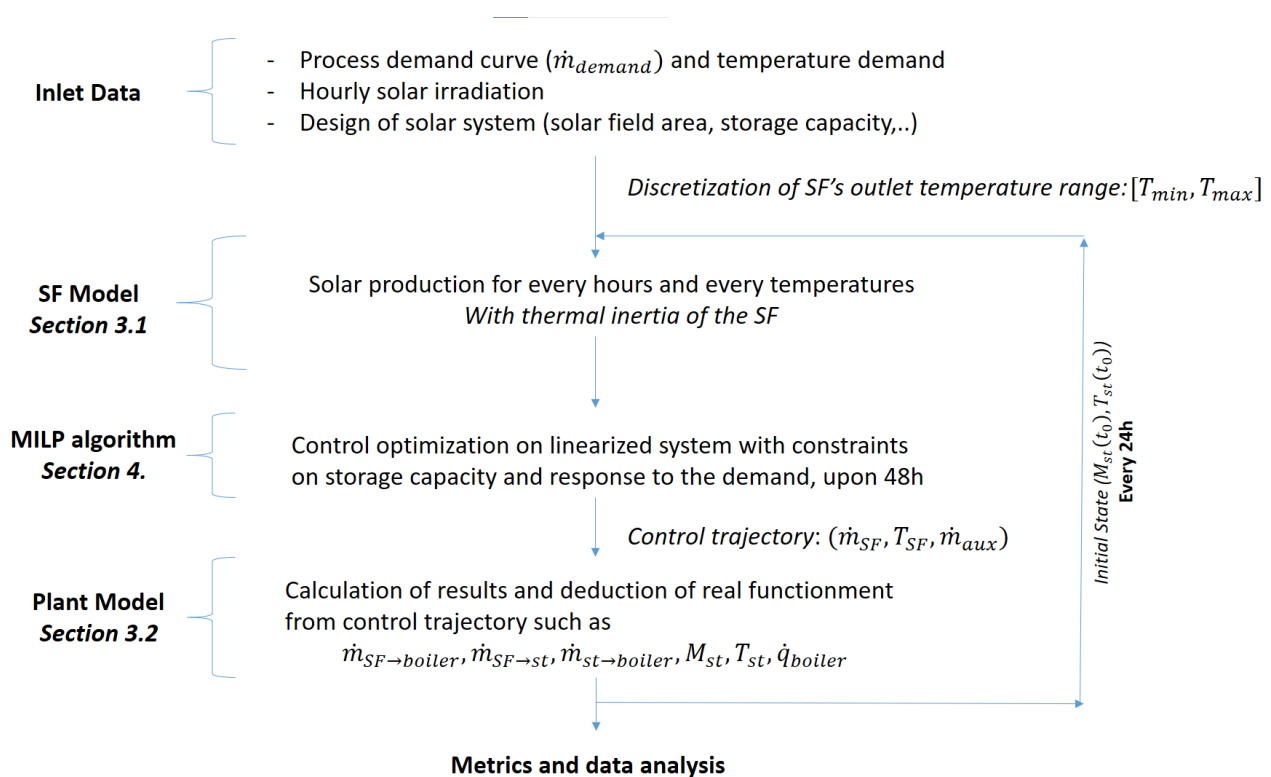 Inlet Data
- Process demand curve (ṁ_demand) and temperature demand
- Hourly solar irradiation
- Design of solar system (solar field area, storage capacity,..)
Discretization of SF's outlet temperature range: [T_min, T_max]
SF Model
Section 3.1
Solar production for every hours and every temperatures
With thermal inertia of the SF
MILP algorithm
Section 4.
Control optimization on linearized system with constraints
on storage capacity and response to the demand, upon 48h
Control trajectory: (ṁ_SF, T_SF, ṁ_aux)
Plant Model
Section 3.2
Calculation of results and deduction of real functionment
from control trajectory such as
ṁ_SF→boiler, ṁ_SF→st, ṁ_st→boiler, M_st, T_st, q̇_boiler
Initial State (M_st(t_0), T_st(t_0))
Every 24h
Metrics and data analysis